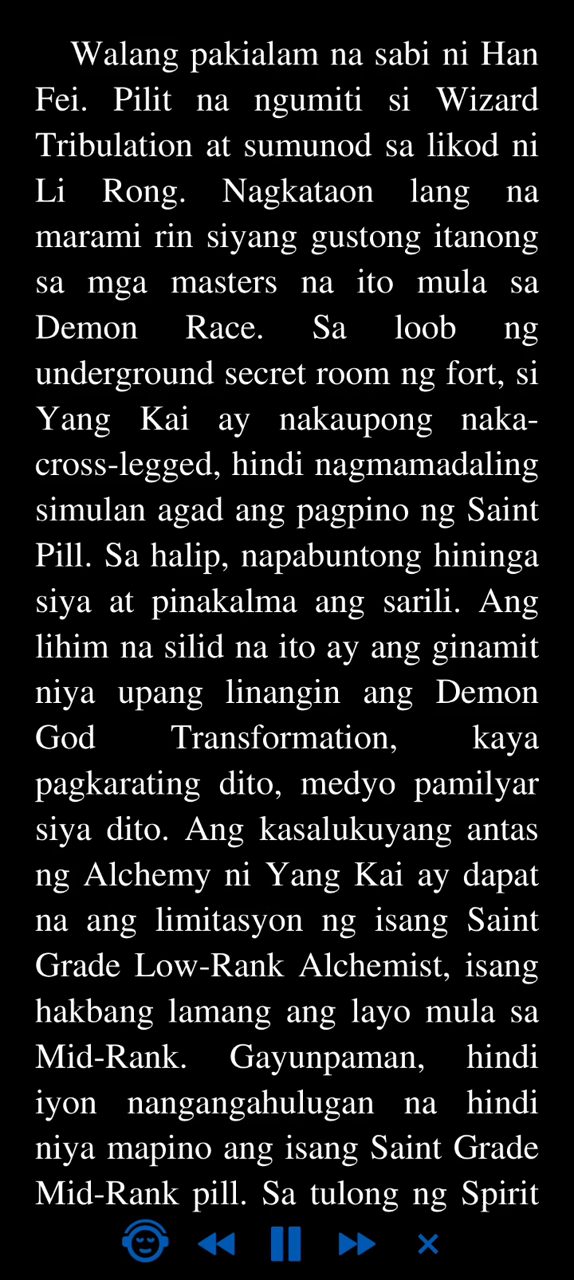 Walang pakialam na sabi ni Han
Fei. Pilit na ngumiti si Wizard
Tribulation at sumunod sa likod ni
Li Rong. Nagkataon lang na
marami rin siyang gustong itanong
sa mga masters na ito mula sa
Demon Race. Sa loob ng
underground secret room ng fort, si
Yang Kai ay nakaupong naka-
cross-legged, hindi nagmamadaling
simulan agad ang pagpino ng Saint
Pill. Sa halip, napabuntong hininga
siya at pinakalma ang sarili. Ang
lihim na silid na ito ay ang ginamit
niya upang linangin ang Demon
God Transformation, kaya
pagkarating dito, medyo pamilyar
siya dito. Ang kasalukuyang antas
ng Alchemy ni Yang Kai ay dapat
na ang limitasyon ng isang Saint
Grade Low-Rank Alchemist, isang
hakbang lamang ang layo mula sa
Mid-Rank. Gayunpaman, hindi
iyon nangangahulugan na hindi
niya mapino ang isang Saint Grade
Mid-Rank pill. Sa tulong ng Spirit